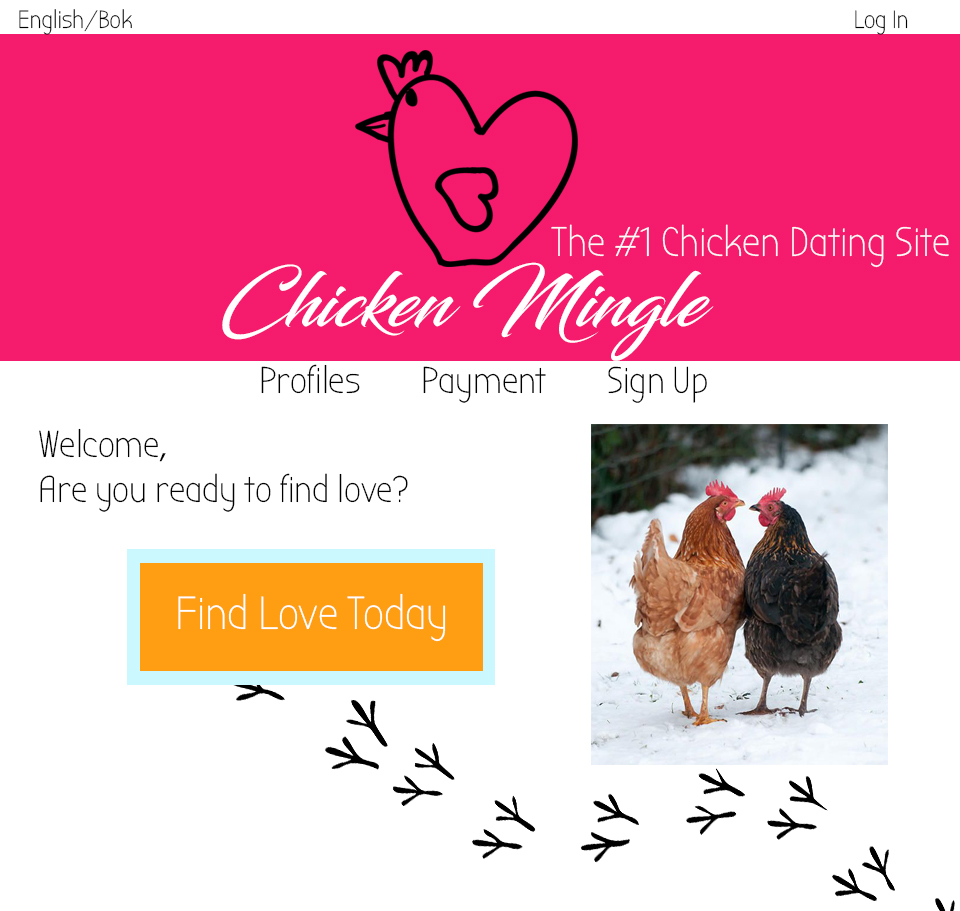 English/Bok
Log In
The #1 Chicken Dating Site
Chicken Mingle
Profiles
Payment
Sign Up
Welcome,
Are you ready to find love?
Find Love Today